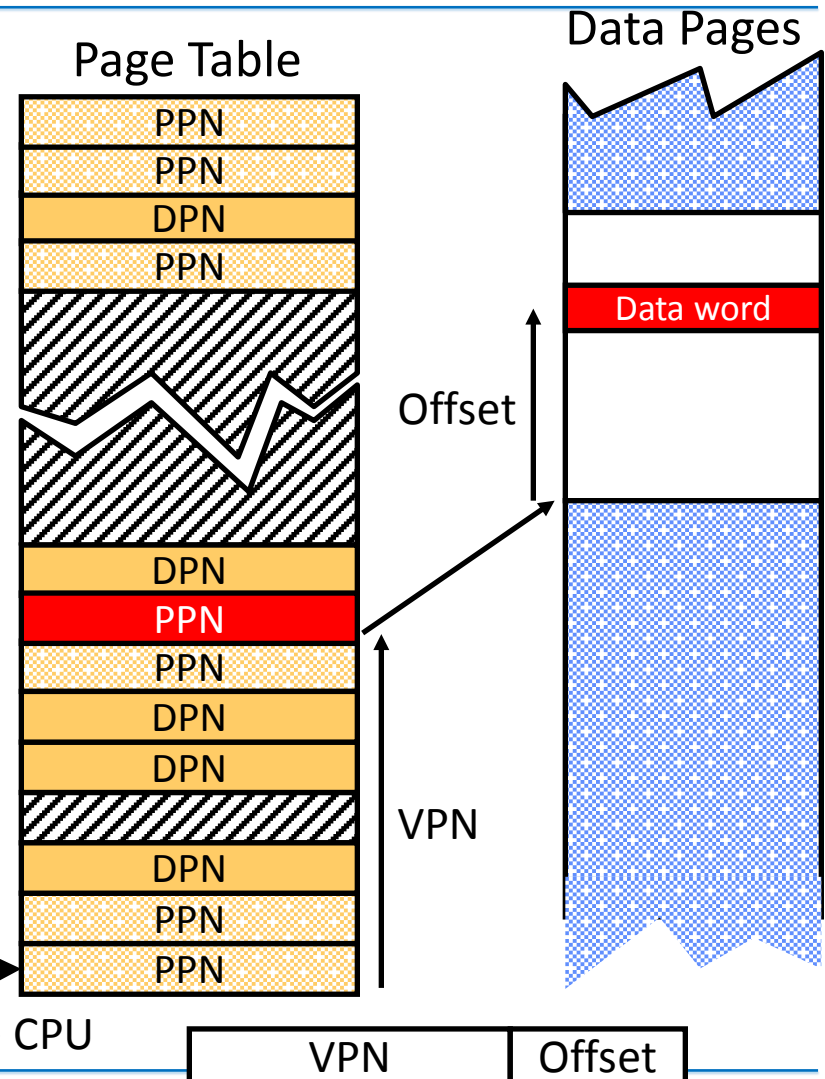 Data Pages
Page Table
PPN
PPN
DPN
PPN
Data word
Offset
DPN
PPN
PPN
DPN
DPN
VPN
DPN
PPN
PPN
CPU
VPN
Offset